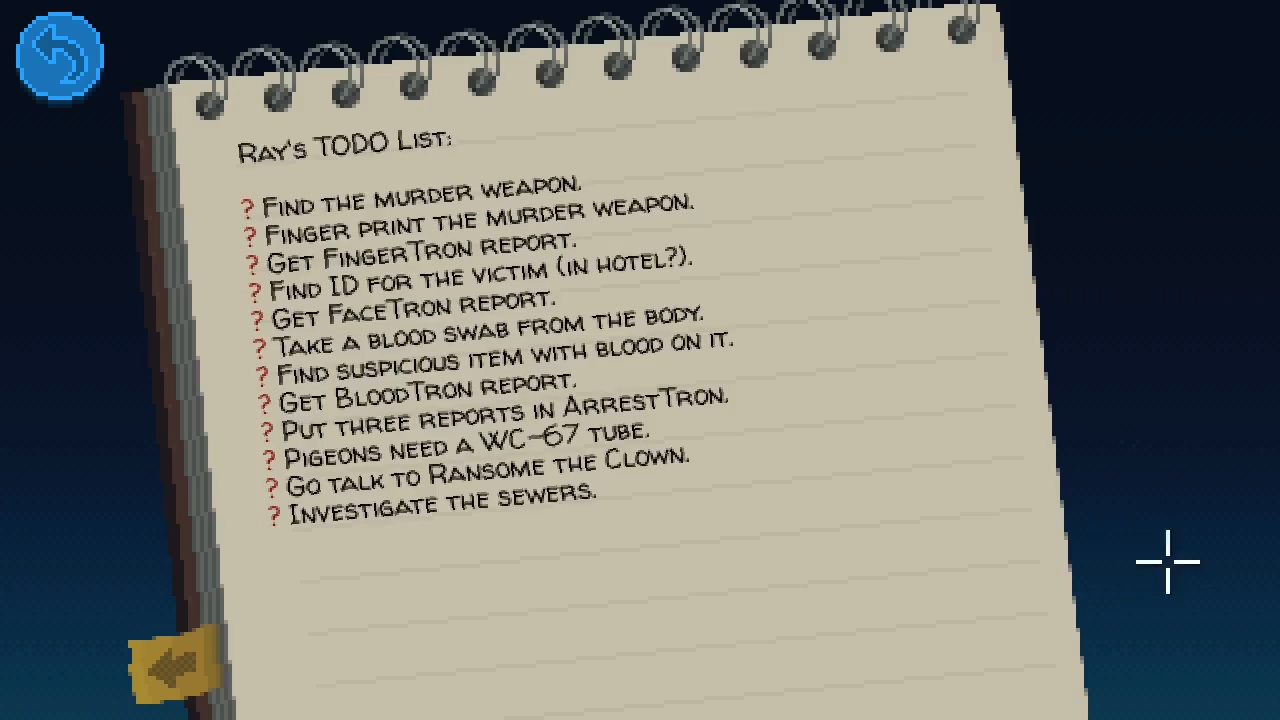 Ray's TODO List:
? Find the murder weapon.
? Finger print the murder weapon.
? Get FingerTron report.
? Find ID for the victim (in hotel?).
? Get FaceTron report.
? Take a blood swab from the body.
? Find suspicious item with blood on it.
? Get BloodTron report.
? Put three reports in ArrestTron.
? Pigeons need a WC-67 tube.
? Go talk to Ransome the Clown.
? Investigate the sewers.